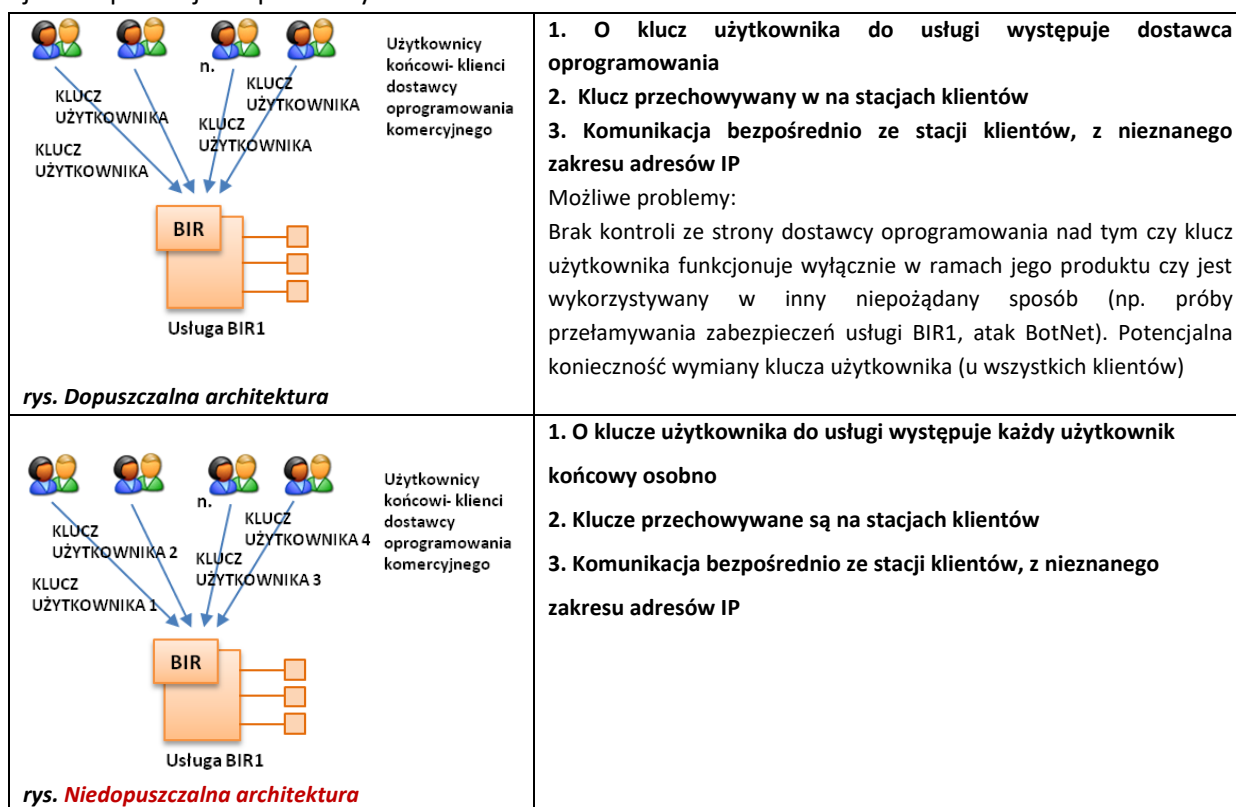 Użytkownicy
końcowi- klienci
dostawcy
oprogramowania
komercyjnego
n.
KLUCZ
UŻYTKOWNIKA
KLUCZ
UŻYTKOWNIKA
KLUCZ
UŻYTKOWNIKA
KLUCZ
UŻYTKOWNIKA
BIR
Usługa BIR1
rys. Dopuszczalna architektura
1. O klucz użytkownika do usługi występuje dostawca
oprogramowania
2. Klucz przechowywany w na stacjach klientów
3. Komunikacja bezpośrednio ze stacji klientów, z nieznanego
zakresu adresów IP
Możliwe problemy:
Brak kontroli ze strony dostawcy oprogramowania nad tym czy klucz
użytkownika funkcjonuje wyłącznie w ramach jego produktu czy jest
wykorzystywany w inny niepożądany sposób (np. próby
przełamywania zabezpieczeń usługi BIR1, atak BotNet). Potencjalna
konieczność wymiany klucza użytkownika (u wszystkich klientów)
Użytkownicy
końcowi- klienci
dostawcy
oprogramowania
komercyjnego
n.
KLUCZ
UŻYTKOWNIKA 4
KLUCZ
UŻYTKOWNIKA 2
KLUCZ
UŻYTKOWNIKA 3
KLUCZ
UŻYTKOWNIKA 1
BIR
Usługa BIR1
rys. Niedopuszczalna architektura
1. O klucze użytkownika do usługi występuje każdy użytkownik
końcowy osobno
2. Klucze przechowywane są na stacjach klientów
3. Komunikacja bezpośrednio ze stacji klientów, z nieznanego
zakresu adresów IP